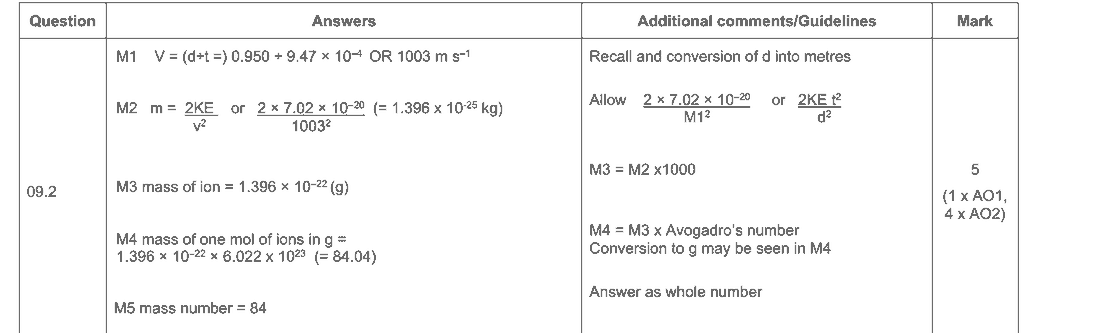 Question Answers Additional comments/Guidelines Mark
M1 V = (d÷t =) 0.950 ÷ 9.47 × 10⁻⁴ OR 1003 m s⁻¹ Recall and conversion of d into metres
M2 m = 2KE or 2 × 7.02 × 10⁻²⁰ (= 1.396 x 10⁻²⁵ kg) Allow 2 × 7.02 × 10⁻²⁰ or 2KE t²
v² 1003² M1² d²
M3 = M2 x1000 5
09.2 M3 mass of ion = 1.396 × 10⁻²² (g) (1 x AO1,
4 x AO2)
M4 mass of one mol of ions in g = M4 = M3 x Avogadro's number
1.396 × 10⁻²² × 6.022 x 10²³ (= 84.04) Conversion to g may be seen in M4
Answer as whole number
M5 mass number = 84